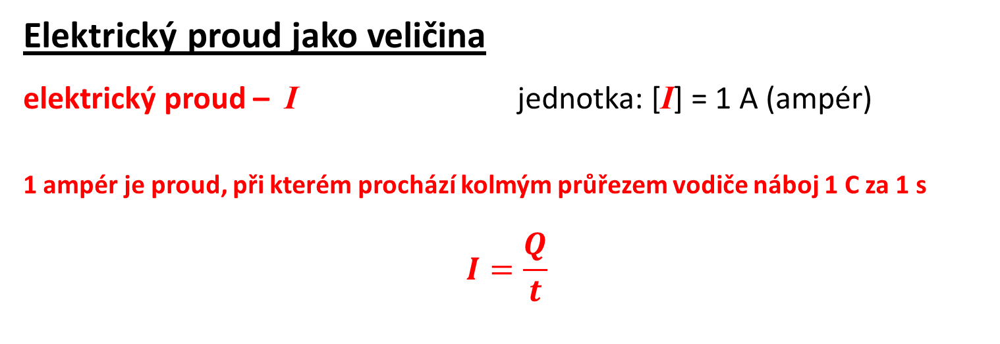 Elektrický proud jako veličina
elektrický proud – I jednotka: [I] = 1 A (ampér)
1 ampér je proud, při kterém prochází kolmým průřezem vodiče náboj 1 C za 1 s
I = Q/t